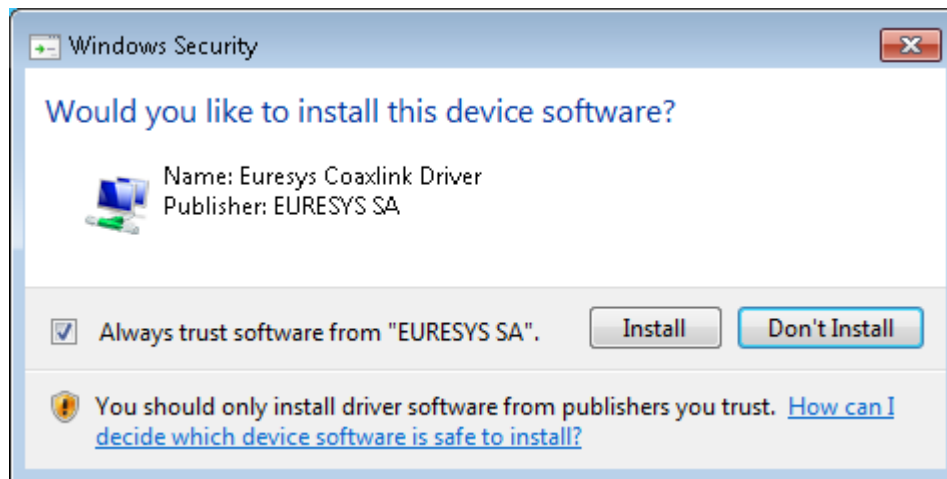 Windows Security
Would you like to install this device software?
Name: Euresys Coaxlink Driver
Publisher: EURESYS SA
Always trust software from "EURESYS SA".
Install
Don't Install
You should only install driver software from publishers you trust. How can I
decide which device software is safe to install?